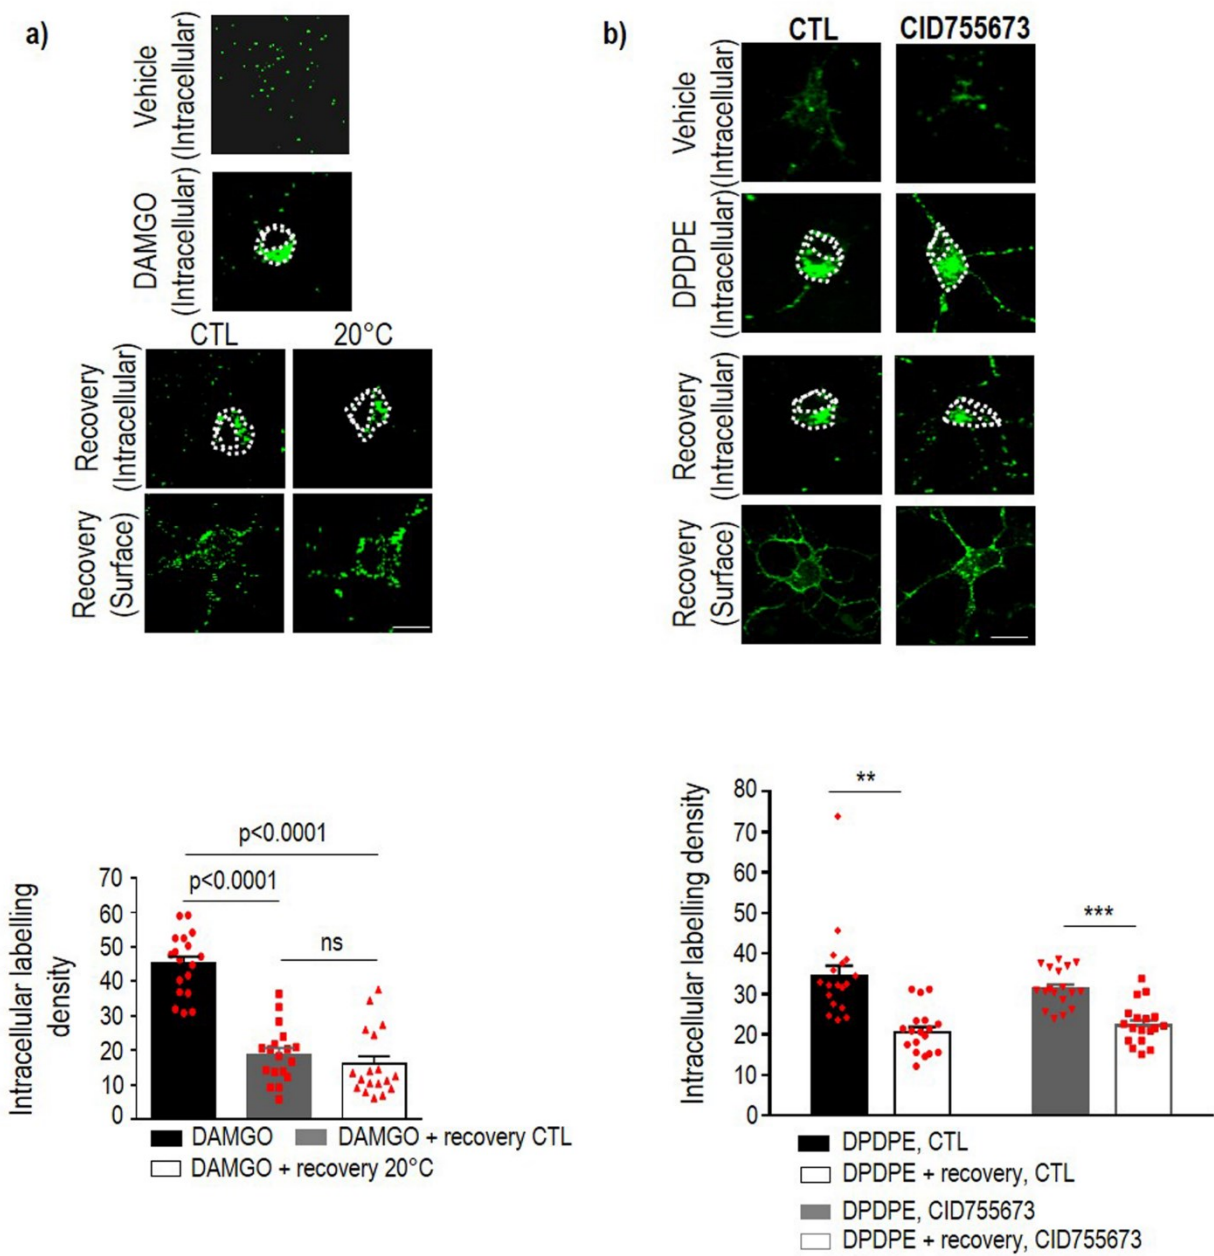 a)
Vehicle
(Intracellular)
DAMGO
(Intracellular)
CTL 20°C
Recovery
(Intracellular)
Recovery
(Surface)
b)
CTL CID755673
Vehicle
(Intracellular)
DPDPE
(Intracellular)
Recovery
(Intracellular)
Recovery
(Surface)
p<0.0001
p<0.0001
ns
Intracellular labelling
density
70
60
50
40
30
20
10
0
DAMGO DAMGO + recovery CTL
DAMGO + recovery 20°C
**
***
Intracellular labelling density
80
70
60
50
40
30
20
10
0
DPDPE, CTL
DPDPE + recovery, CTL
DPDPE, CID755673
DPDPE + recovery, CID755673